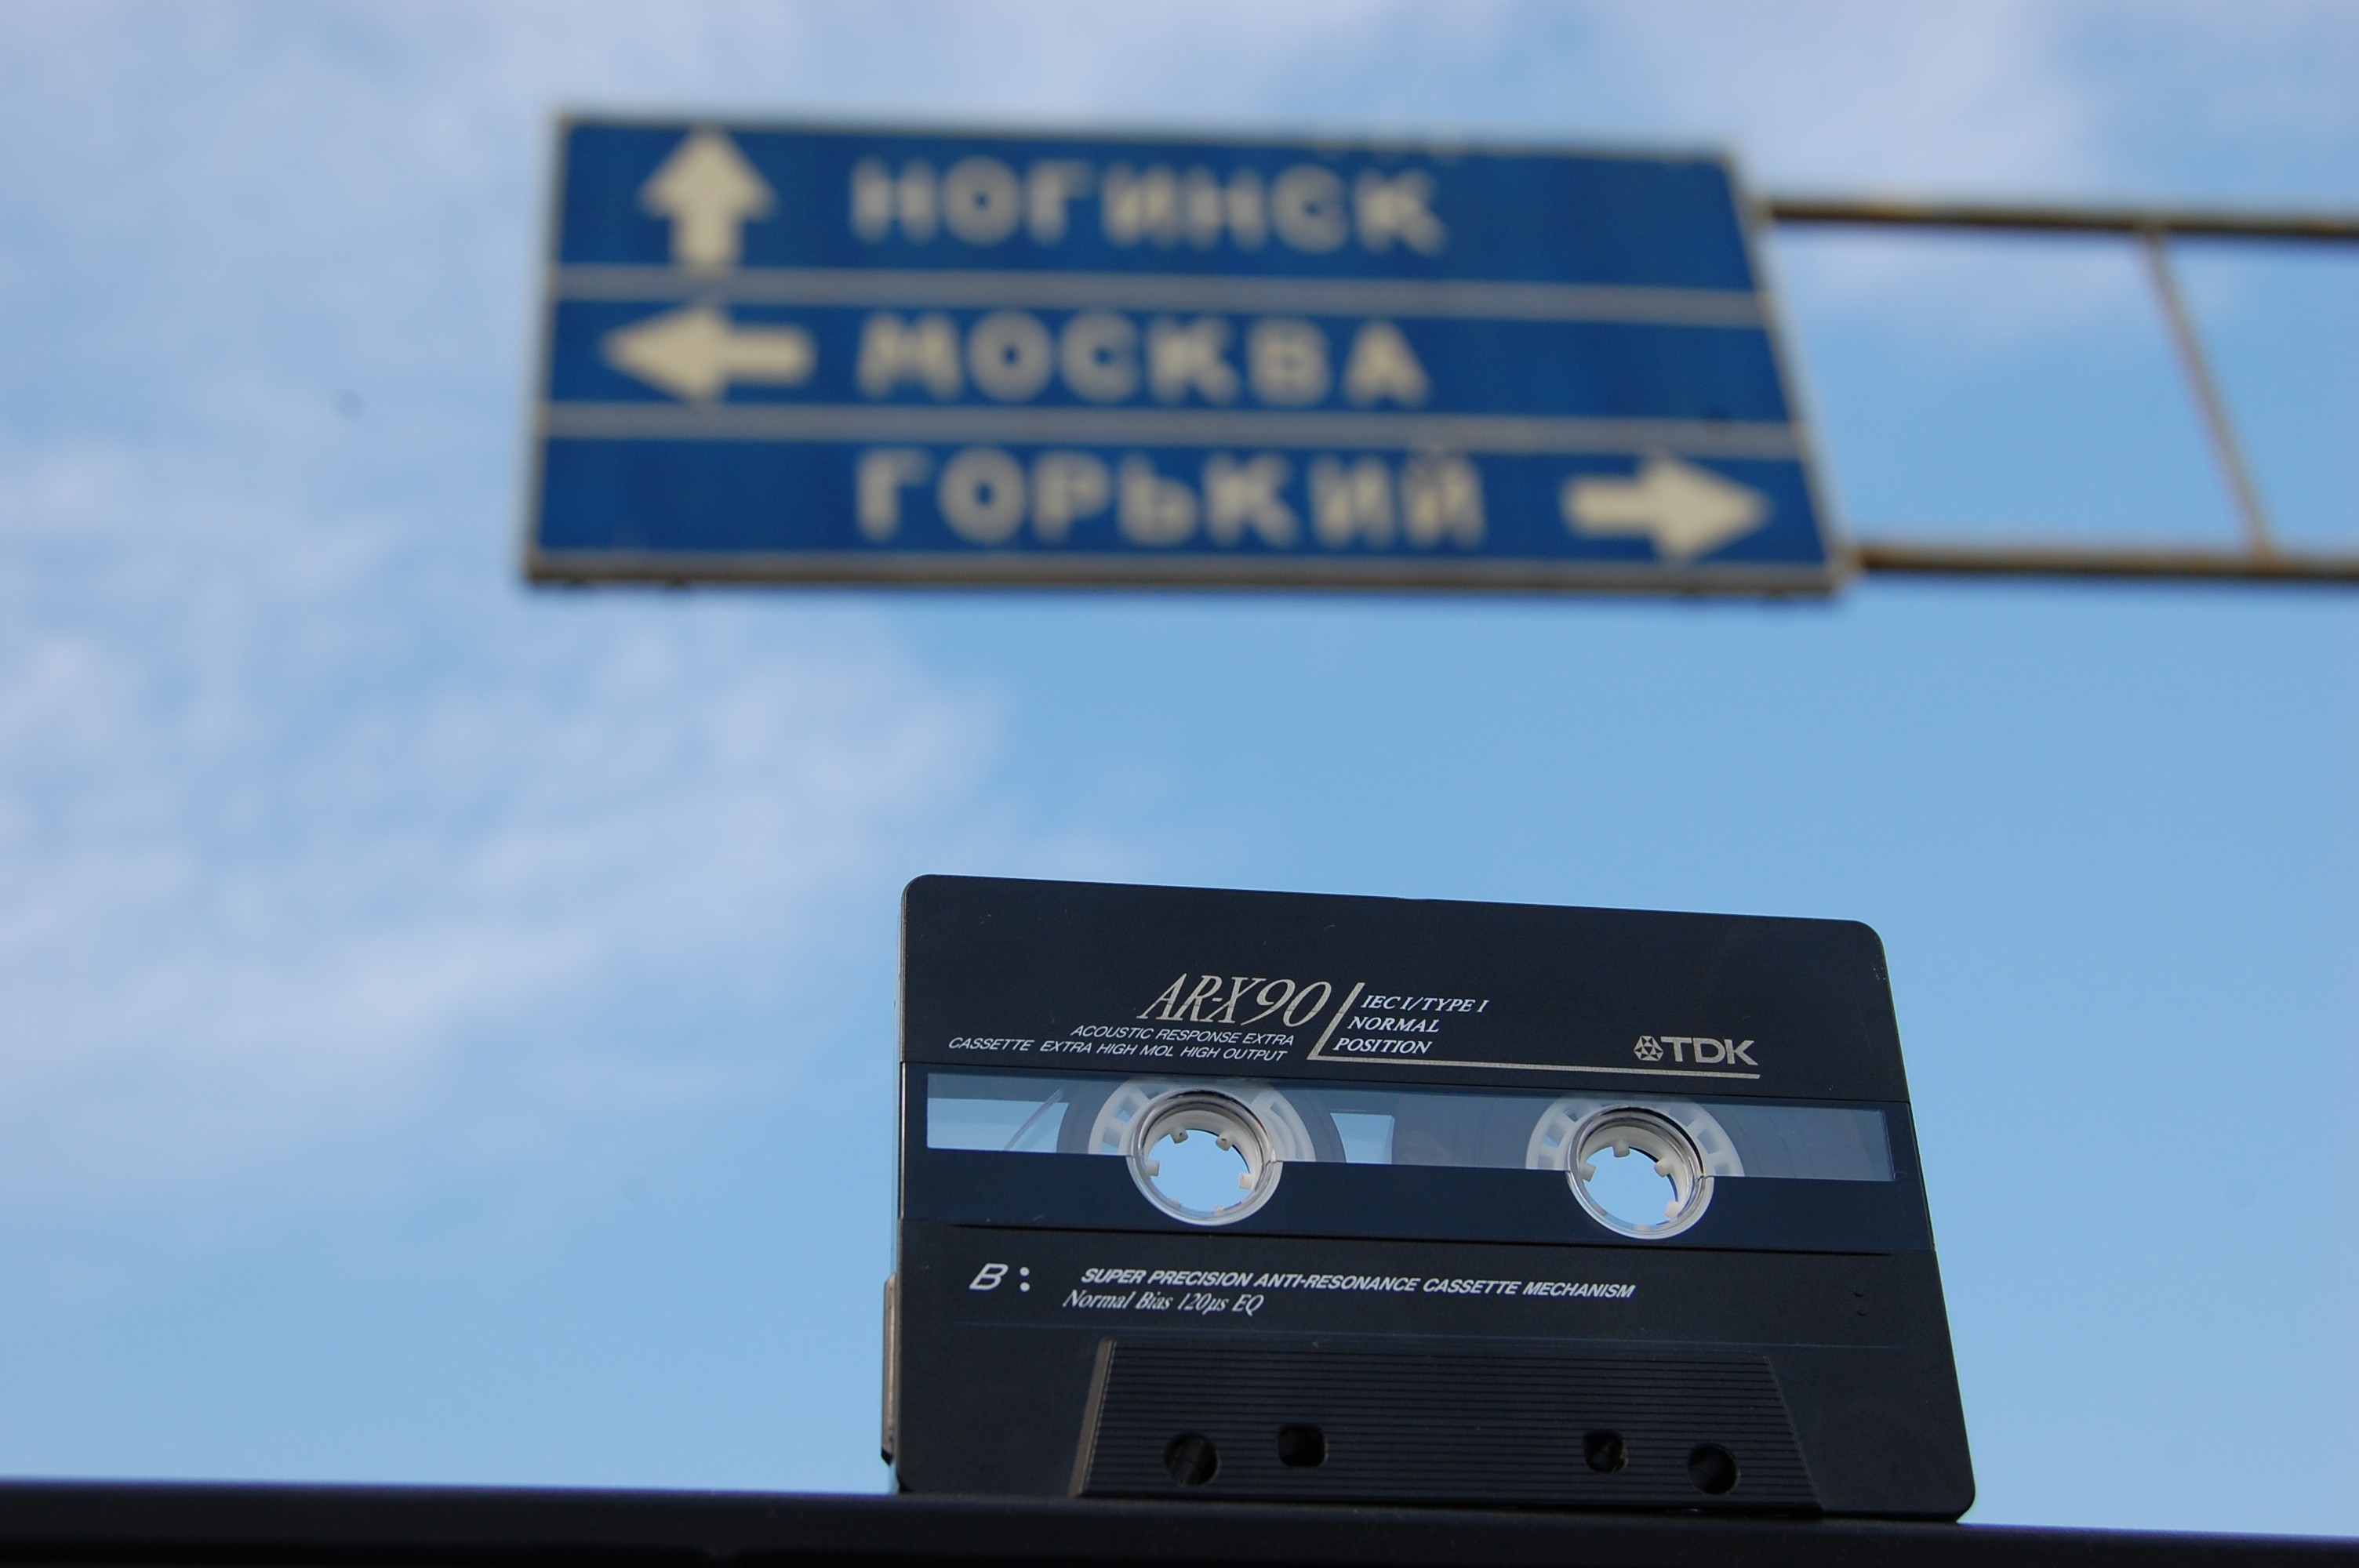 НОГИНСК
МОСКВА
ГОРЬКИЙ
AR-X90
IEC I/TYPE I
NORMAL
POSITION
ACOUSTIC RESPONSE EXTRA
CASSETTE EXTRA HIGH MOL HIGH OUTPUT
TDK
B:
SUPER PRECISION ANTI-RESONANCE CASSETTE MECHANISM
Normal Bias 120µs EQ